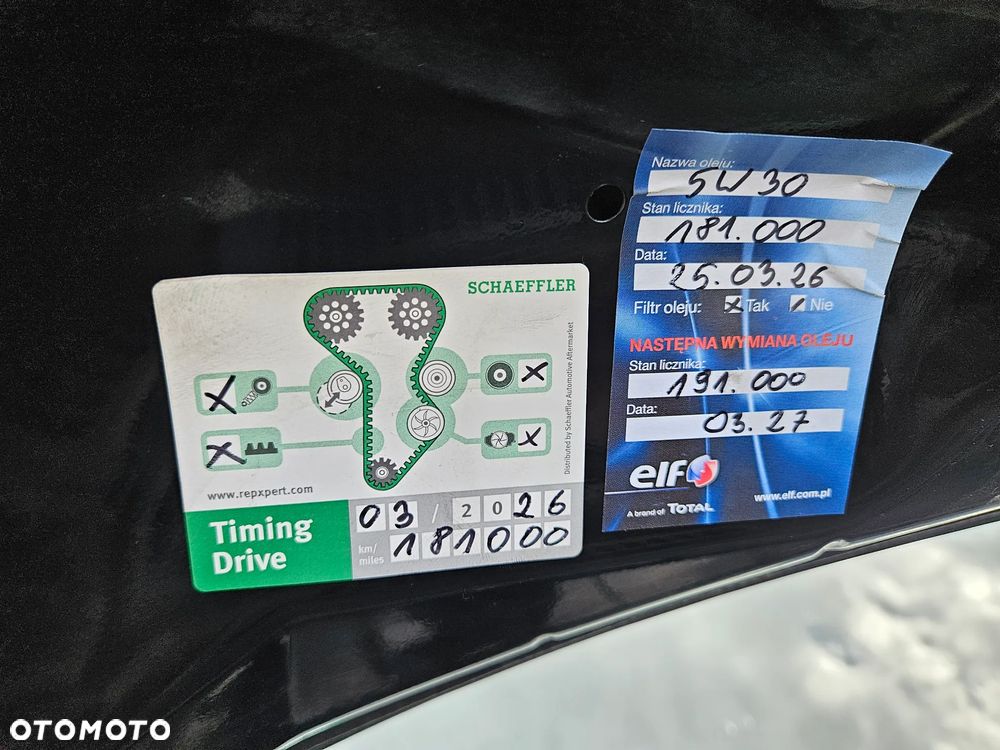 SCHAEFFLER
Distributed by Schaeffler Automotive Aftermarket
www.repxpert.com
Timing
Drive
03 / 2026
km/
miles
181000
Nazwa oleju:
5W30
Stan licznika:
181.000
Data:
25.03.26
Filtr oleju: Tak Nie
NASTĘPNA WYMIANA OLEJU
Stan licznika:
191.000
Data:
03.27
elf
A brand of TOTAL
www.elf.com.pl
OTOMOTO